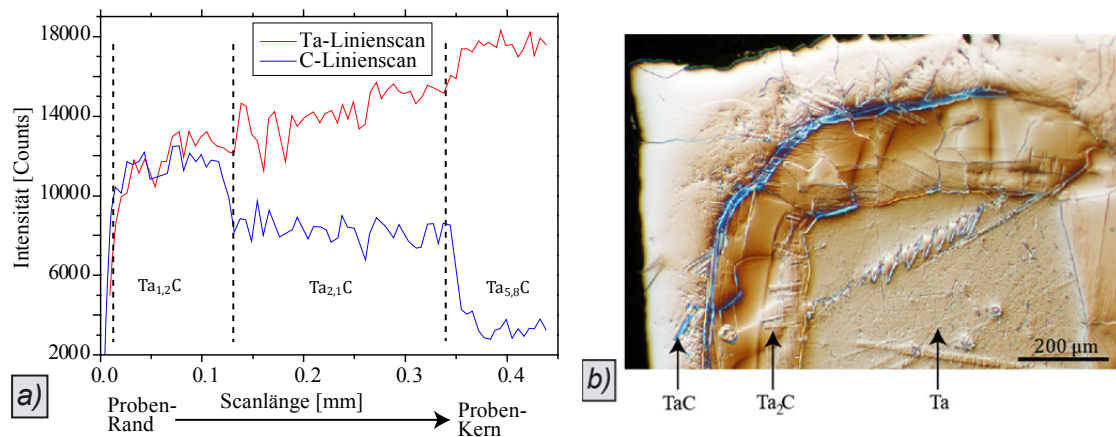 18000
14000
10000
6000
2000
Intensität [Counts]
Ta-Linienscan
C-Linienscan
Ta1,2C
Ta2,1C
Ta5,8C
0.0 0.1 0.2 0.3 0.4
Scanlänge [mm]
Proben-
Rand
Proben-
Kern
a)
200 µm
TaC Ta2C Ta
b)